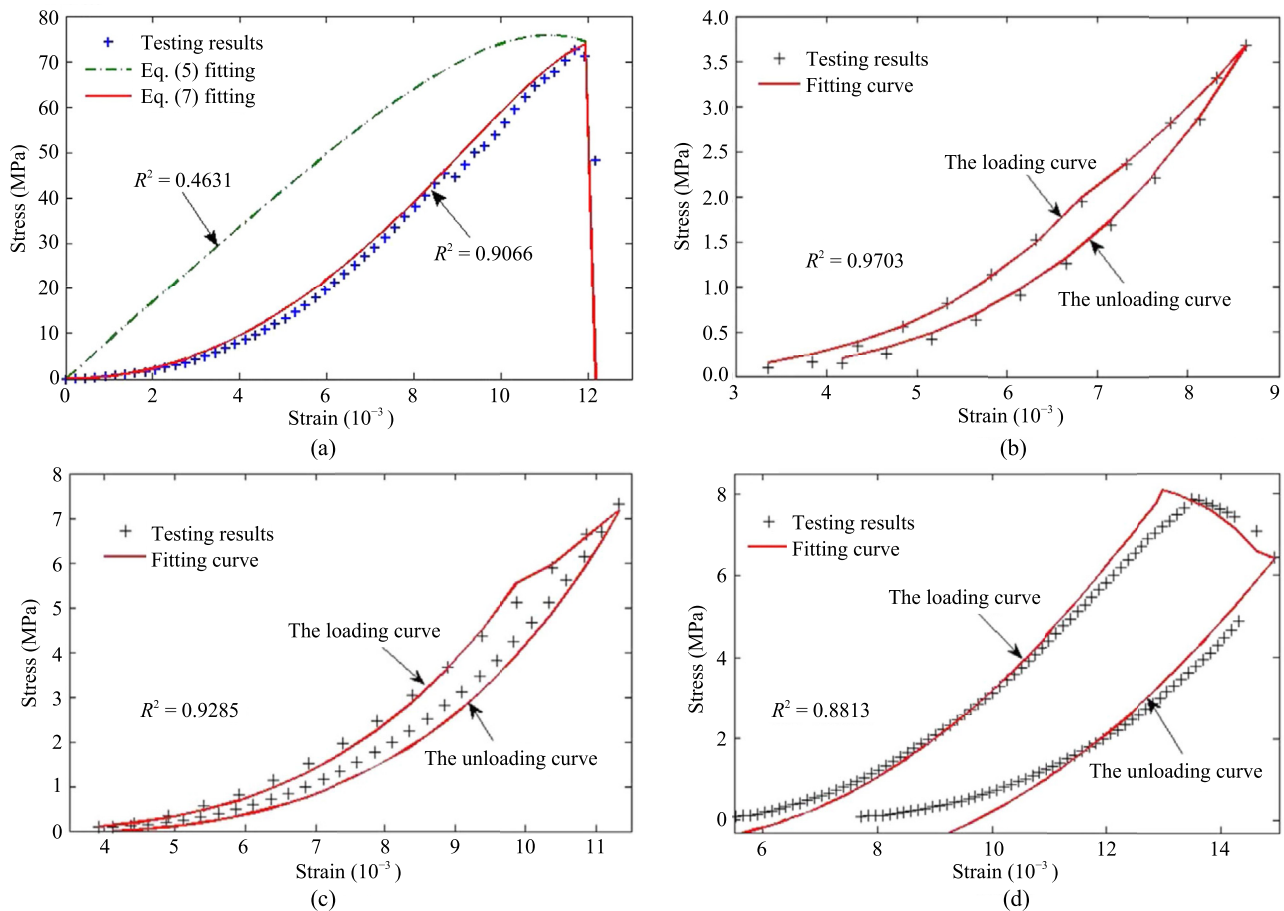 80
70
60
50
40
30
20
10
0
Stress (MPa)
Testing results
Eq. (5) fitting
Eq. (7) fitting
R² = 0.4631
R² = 0.9066
0 2 4 6 8 10 12
Strain (10⁻³ )
(a)
4.0
3.5
3.0
2.5
2.0
1.5
1.0
0.5
0.0
Stress (MPa)
Testing results
Fitting curve
The loading curve
R² = 0.9703
The unloading curve
3 4 5 6 7 8 9
Strain (10⁻³ )
(b)
8
7
6
5
4
3
2
1
0
Stress (MPa)
Testing results
Fitting curve
The loading curve
R² = 0.9285
The unloading curve
4 5 6 7 8 9 10 11
Strain (10⁻³ )
(c)
8
6
4
2
0
Stress (MPa)
Testing results
Fitting curve
The loading curve
R² = 0.8813
The unloading curve
6 8 10 12 14
Strain (10⁻³ )
(d)